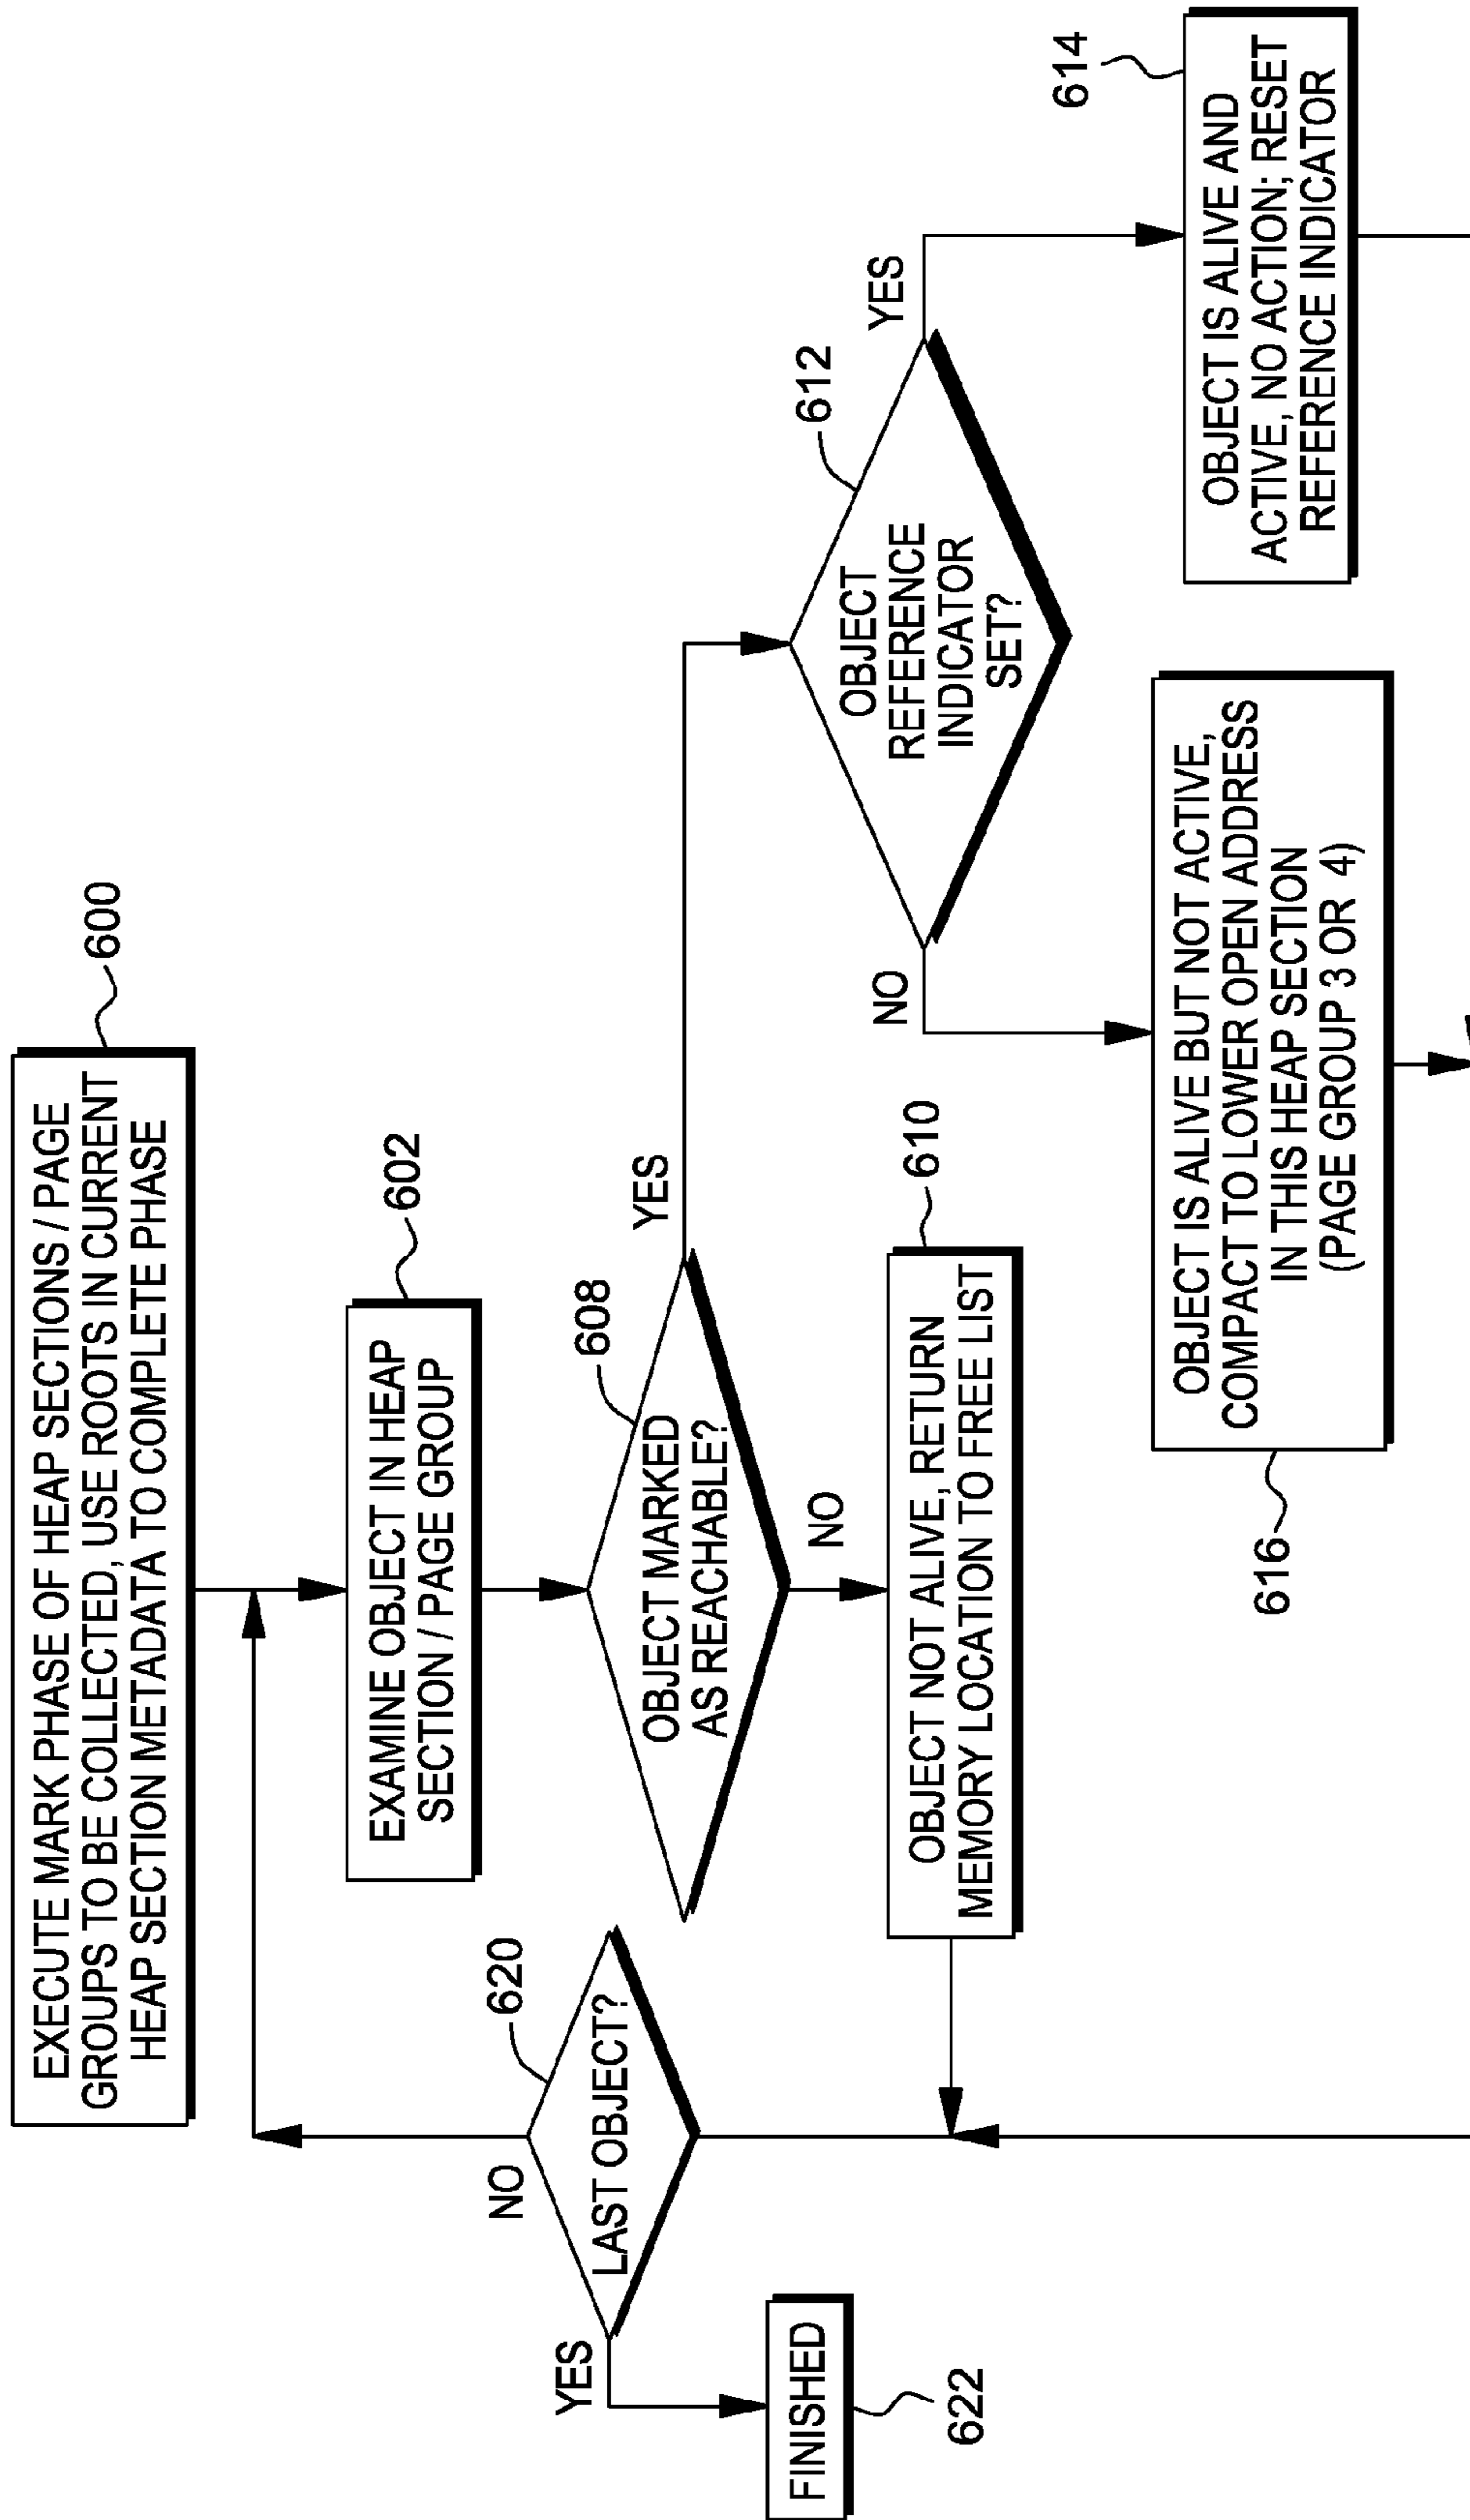 EXECUTE MARK PHASE OF HEAP SECTIONS / PAGE
GROUPS TO BE COLLECTED, USE ROOTS IN CURRENT
HEAP SECTION METADATA TO COMPLETE PHASE
600
EXAMINE OBJECT IN HEAP
SECTION / PAGE GROUP
602
NO
620
LAST OBJECT?
YES
FINISHED
622
608
OBJECT MARKED
AS REACHABLE?
YES
NO
OBJECT NOT ALIVE, RETURN
MEMORY LOCATION TO FREE LIST
610
612
OBJECT
REFERENCE
INDICATOR
SET?
NO
YES
OBJECT IS ALIVE BUT NOT ACTIVE,
COMPACT TO LOWER OPEN ADDRESS
IN THIS HEAP SECTION
(PAGE GROUP 3 OR 4)
616
614
OBJECT IS ALIVE AND
ACTIVE, NO ACTION; RESET
REFERENCE INDICATOR